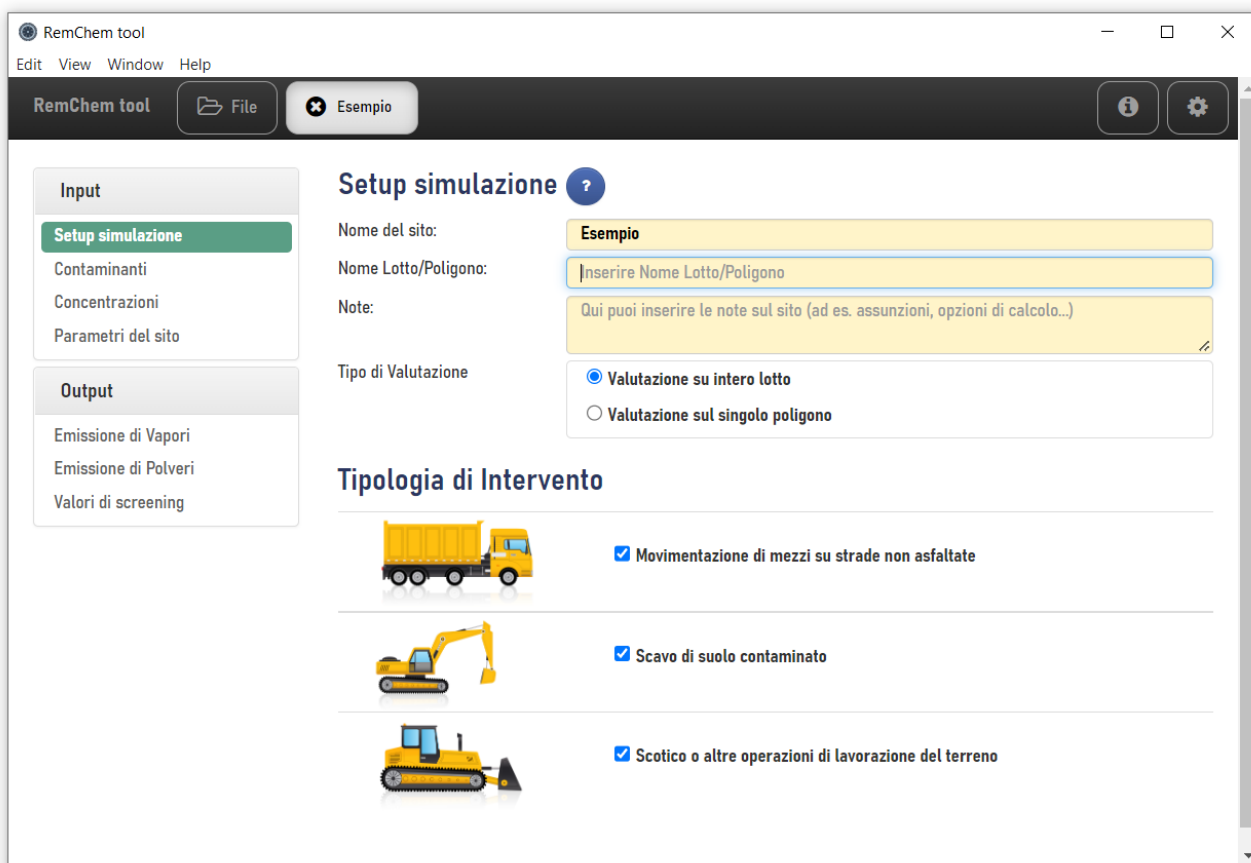 RemChem tool
Edit View Window Help
RemChem tool File Esempio
Input
Setup simulazione
Contaminanti
Concentrazioni
Parametri del sito
Output
Emissione di Vapori
Emissione di Polveri
Valori di screening
Setup simulazione ?
Nome del sito: Esempio
Nome Lotto/Poligono: Inserire Nome Lotto/Poligono
Note: Qui puoi inserire le note sul sito (ad es. assunzioni, opzioni di calcolo...)
Tipo di Valutazione Valutazione su intero lotto
Valutazione sul singolo poligono
Tipologia di Intervento
Movimentazione di mezzi su strade non asfaltate
Scavo di suolo contaminato
Scotico o altre operazioni di lavorazione del terreno